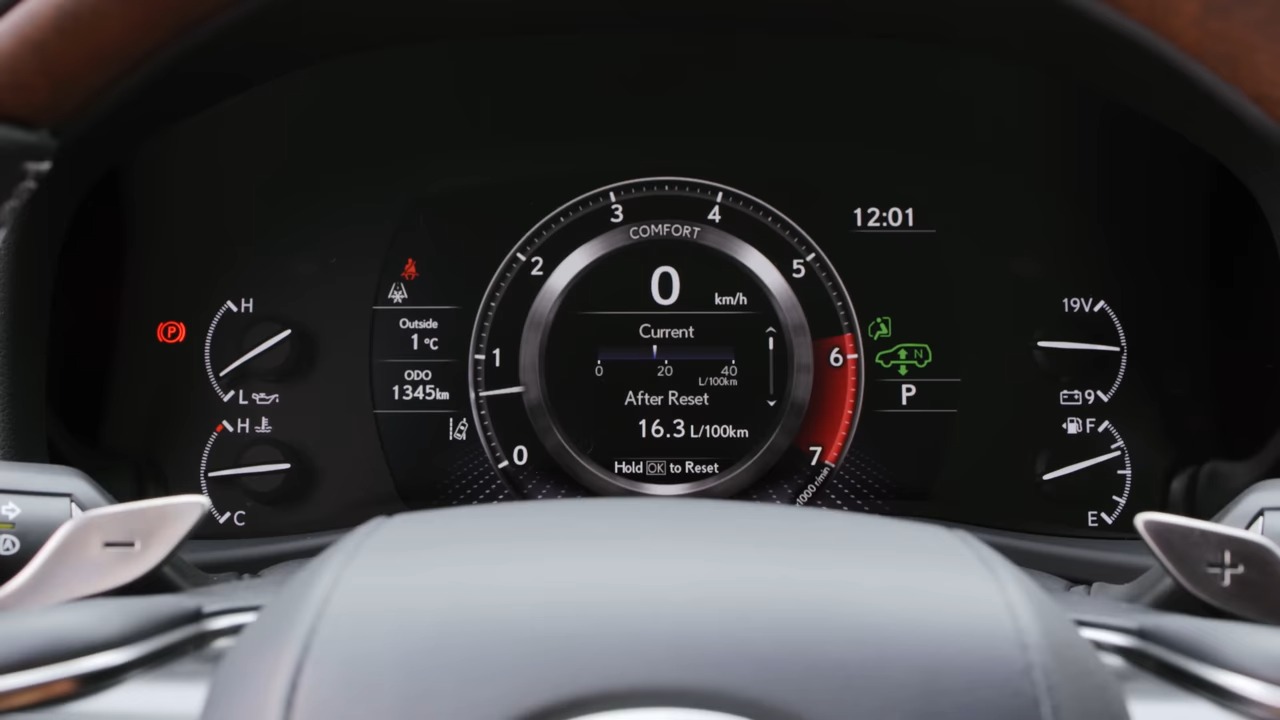 H
L
H
C
P
Outside
1 °C
ODO
1345km
0
1
2
3
4
5
6
7
1000 r/min
COMFORT
0
km/h
Current
0 20 40
L/100km
After Reset
16.3 L/100km
Hold OK to Reset
12:01
N
P
19V
9
F
E
A
− +